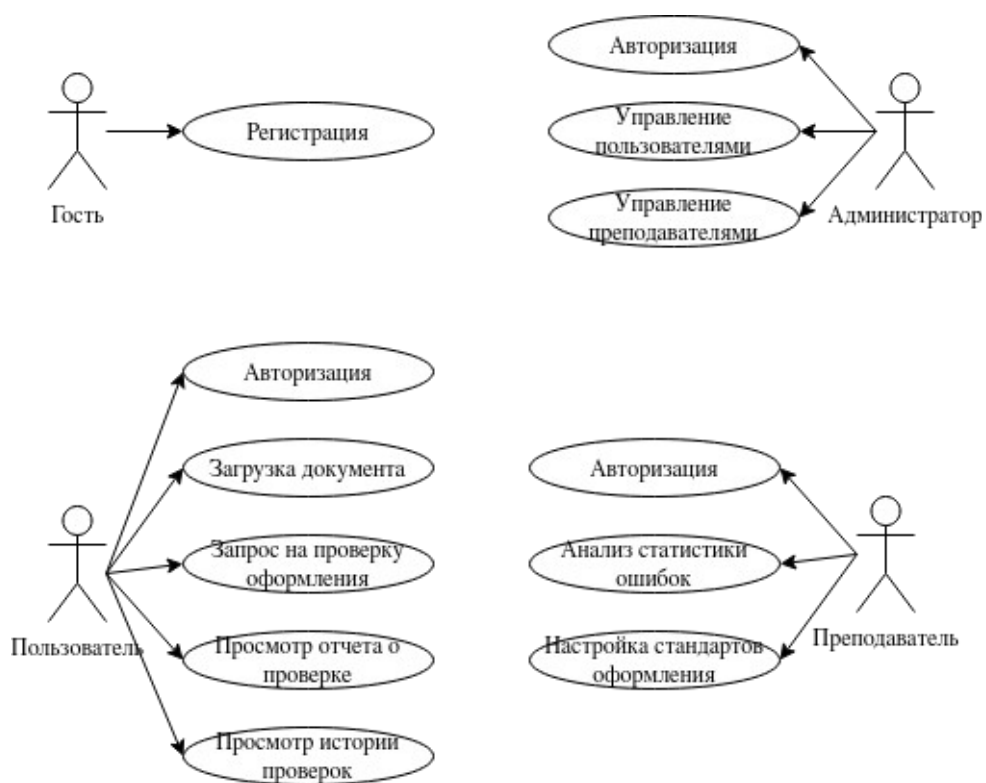 Авторизация
Регистрация
Управление
пользователями
Гость
Управление
преподавателями
Администратор
Авторизация
Загрузка документа
Запрос на проверку
оформления
Пользователь
Просмотр отчета о
проверке
Просмотр истории
проверок
Авторизация
Анализ статистики
ошибок
Преподаватель
Настройка стандартов
оформления